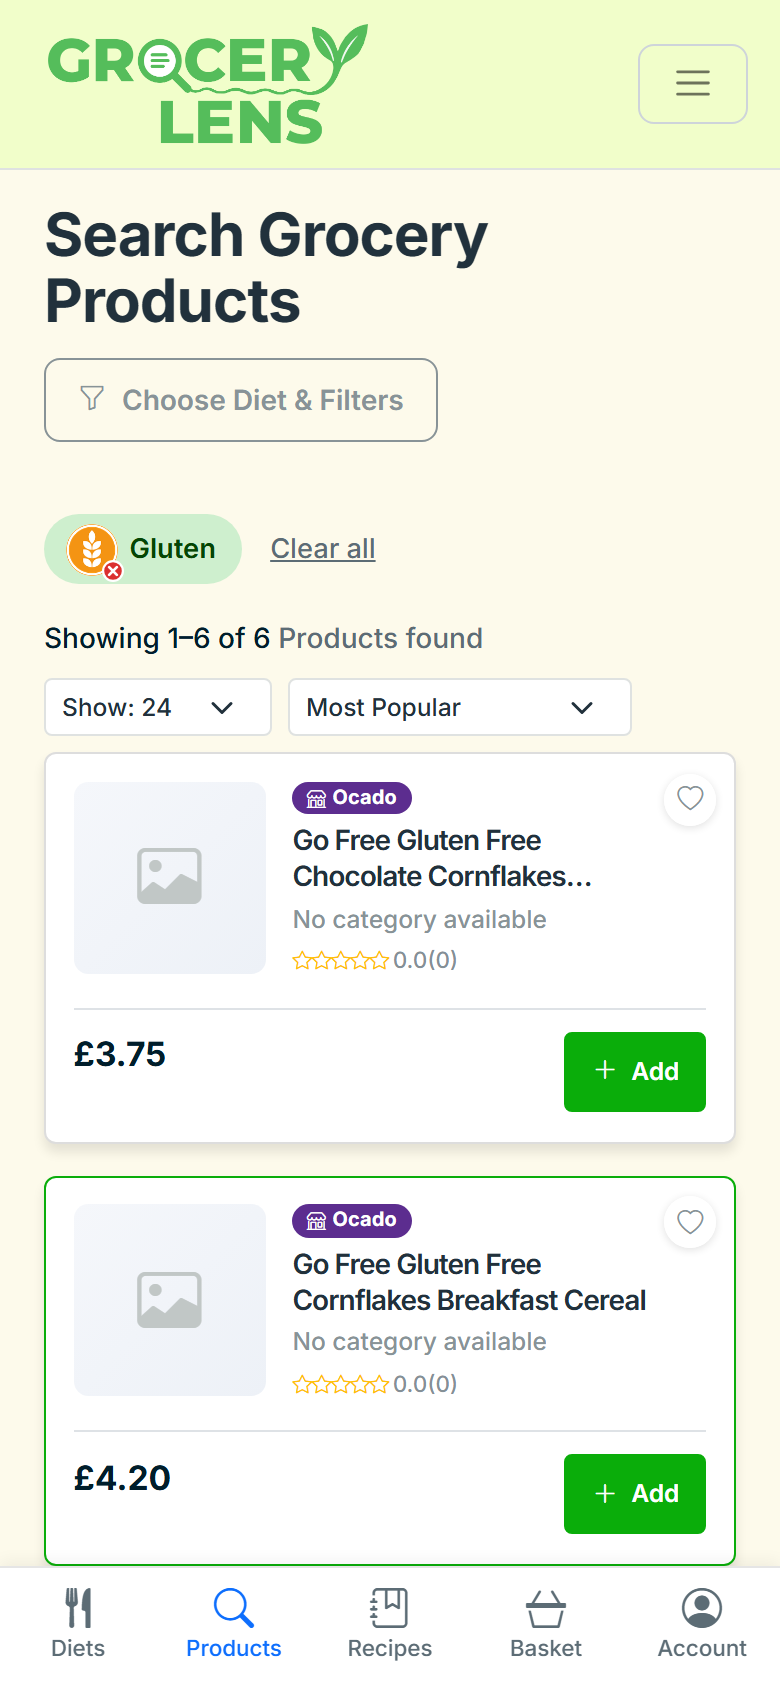 GROCERY
LENS
Search Grocery
Products
Choose Diet & Filters
Gluten
Clear all
Showing 1–6 of 6 Products found
Show: 24
Most Popular
Ocado
Go Free Gluten Free
Chocolate Cornflakes...
No category available
0.0(0)
£3.75
+ Add
Ocado
Go Free Gluten Free
Cornflakes Breakfast Cereal
No category available
0.0(0)
£4.20
+ Add
Diets
Products
Recipes
Basket
Account